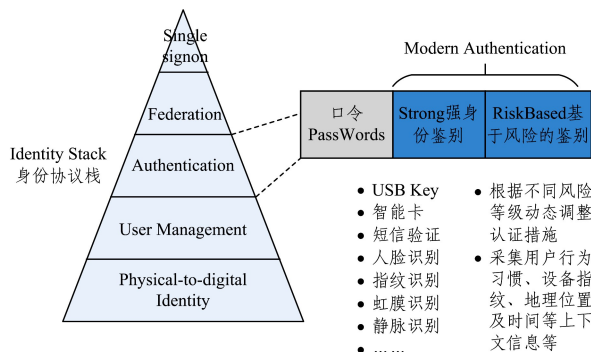 Single
signon
Federation
Authentication
User Management
Physical-to-digital
Identity
Identity Stack
身份协议栈
Modern Authentication
口令
PassWords
Strong强身
份鉴别
RiskBased基
于风险的鉴别
• USB Key
• 智能卡
• 短信验证
• 人脸识别
• 指纹识别
• 虹膜识别
• 静脉识别
• ……
• 根据不同风险
等级动态调整
认证措施
• 采集用户行为
习惯、设备指
纹、地理位置
及时间等上下
文信息等